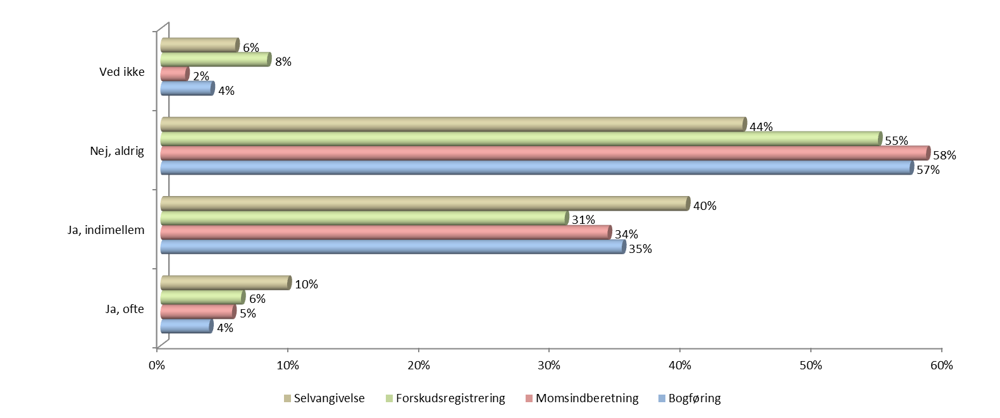 6%
8%
Ved ikke
2%
4%
44%
55%
Nej, aldrig
58%
57%
40%
31%
Ja, indimellem
34%
35%
10%
6%
Ja, ofte
5%
4%
0% 10% 20% 30% 40% 50% 60%
Selvangivelse Forskudsregistrering Momsindberetning Bogføring